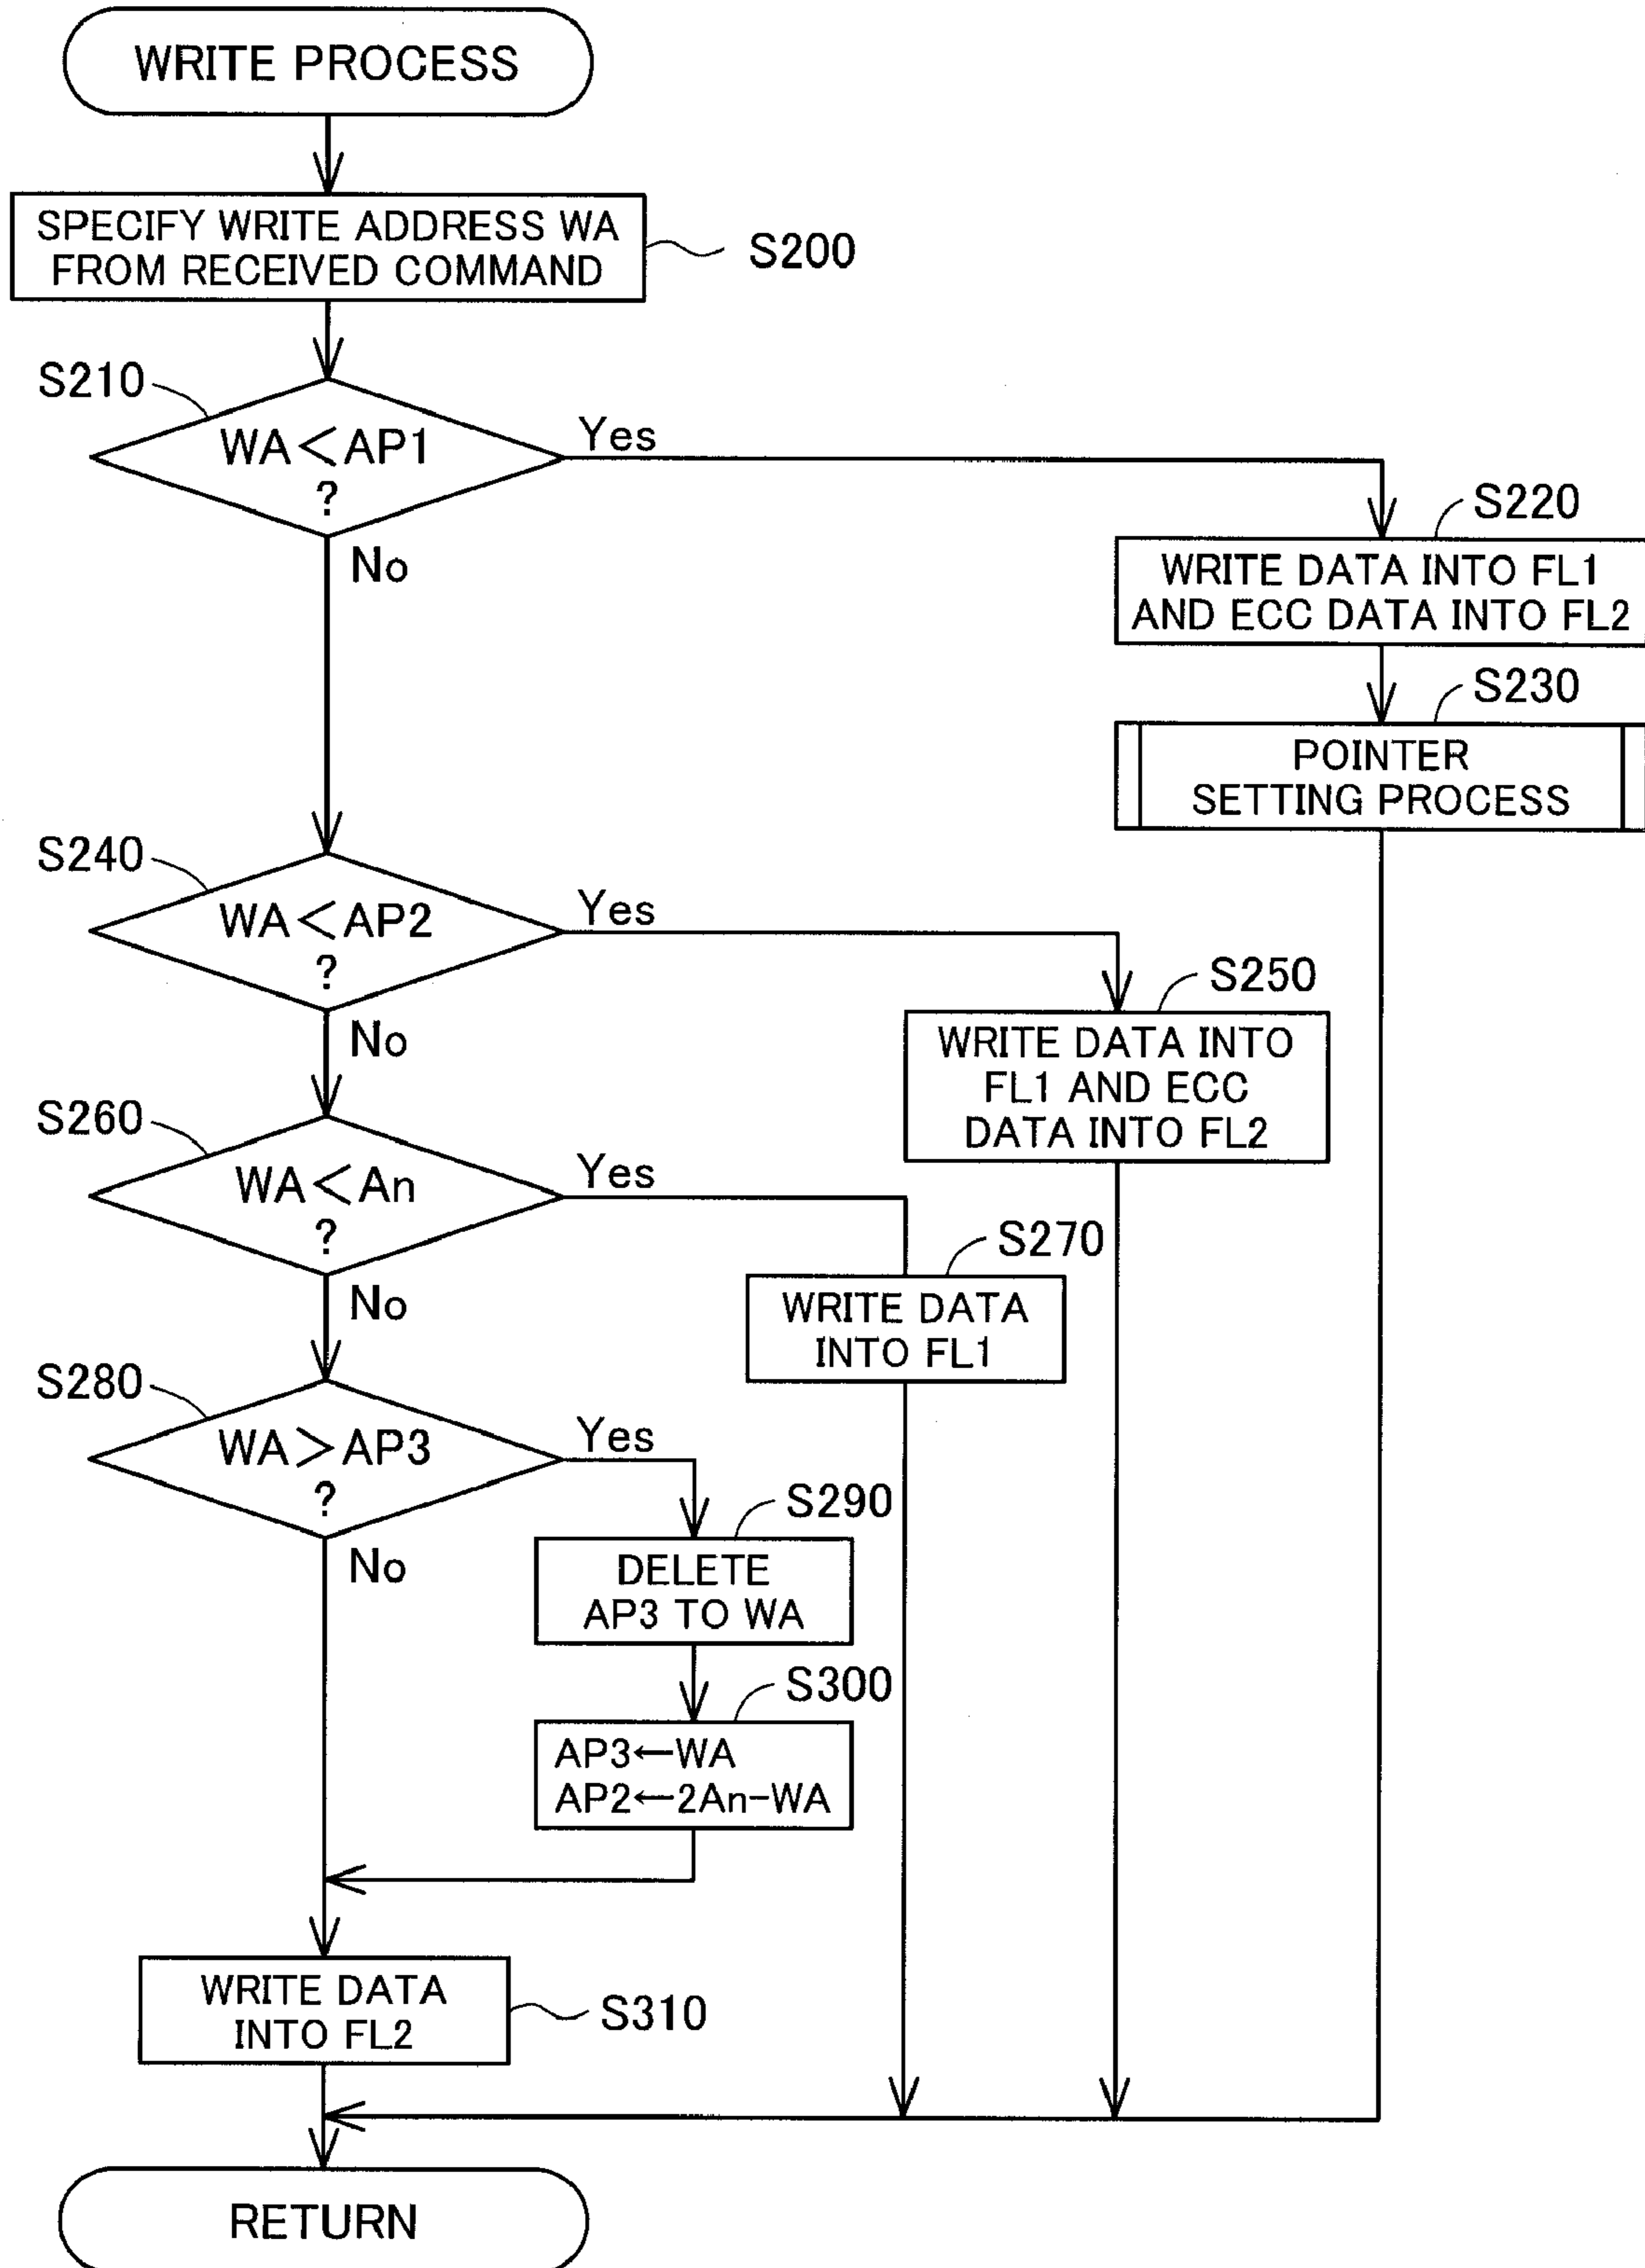 WRITE PROCESS
SPECIFY WRITE ADDRESS WA
FROM RECEIVED COMMAND
S200
S210
WA<AP1
?
Yes
No
S220
WRITE DATA INTO FL1
AND ECC DATA INTO FL2
S230
POINTER
SETTING PROCESS
S240
WA<AP2
?
Yes
No
S250
WRITE DATA INTO
FL1 AND ECC
DATA INTO FL2
S260
WA<An
?
Yes
No
S270
WRITE DATA
INTO FL1
S280
WA>AP3
?
Yes
No
S290
DELETE
AP3 TO WA
S300
AP3←WA
AP2←2An-WA
WRITE DATA
INTO FL2
S310
RETURN